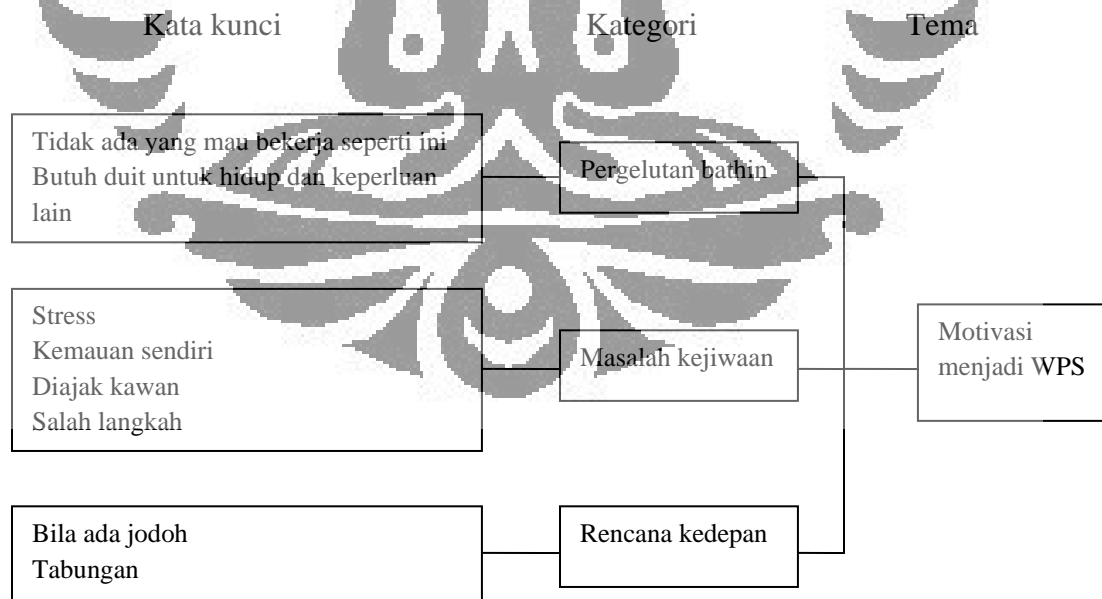 Kata kunci Kategori Tema
Tidak ada yang mau bekerja seperti ini
Butuh duit untuk hidup dan keperluan
lain
Pergelutan bathin
Stress
Kemauan sendiri
Diajak kawan
Salah langkah
Masalah kejiwaan
Motivasi
menjadi WPS
Bila ada jodoh
Tabungan
Rencana kedepan